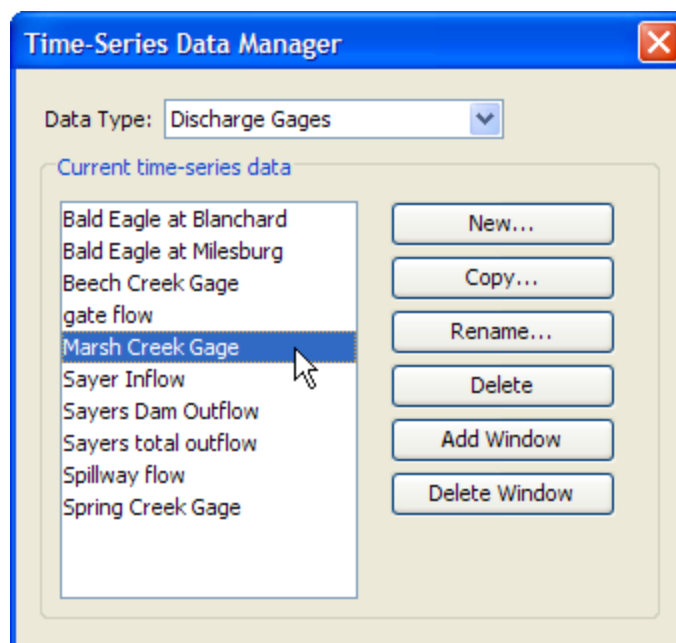 Time-Series Data Manager
Data Type: Discharge Gages
Current time-series data
Bald Eagle at Blanchard
Bald Eagle at Milesburg
Beech Creek Gage
gate flow
Marsh Creek Gage
Sayer Inflow
Sayers Dam Outflow
Sayers total outflow
Spillway flow
Spring Creek Gage
New...
Copy...
Rename...
Delete
Add Window
Delete Window